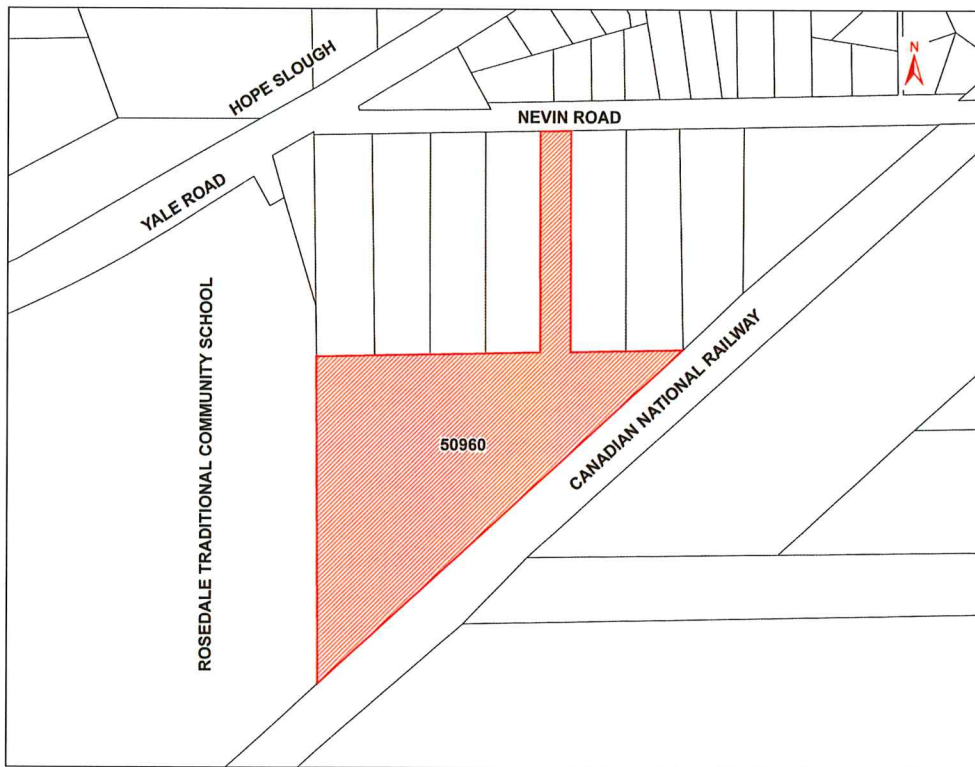 N
HOPE SLOUGH
NEVIN ROAD
YALE ROAD
ROSEDALE TRADITIONAL COMMUNITY SCHOOL
CANADIAN NATIONAL RAILWAY
50960